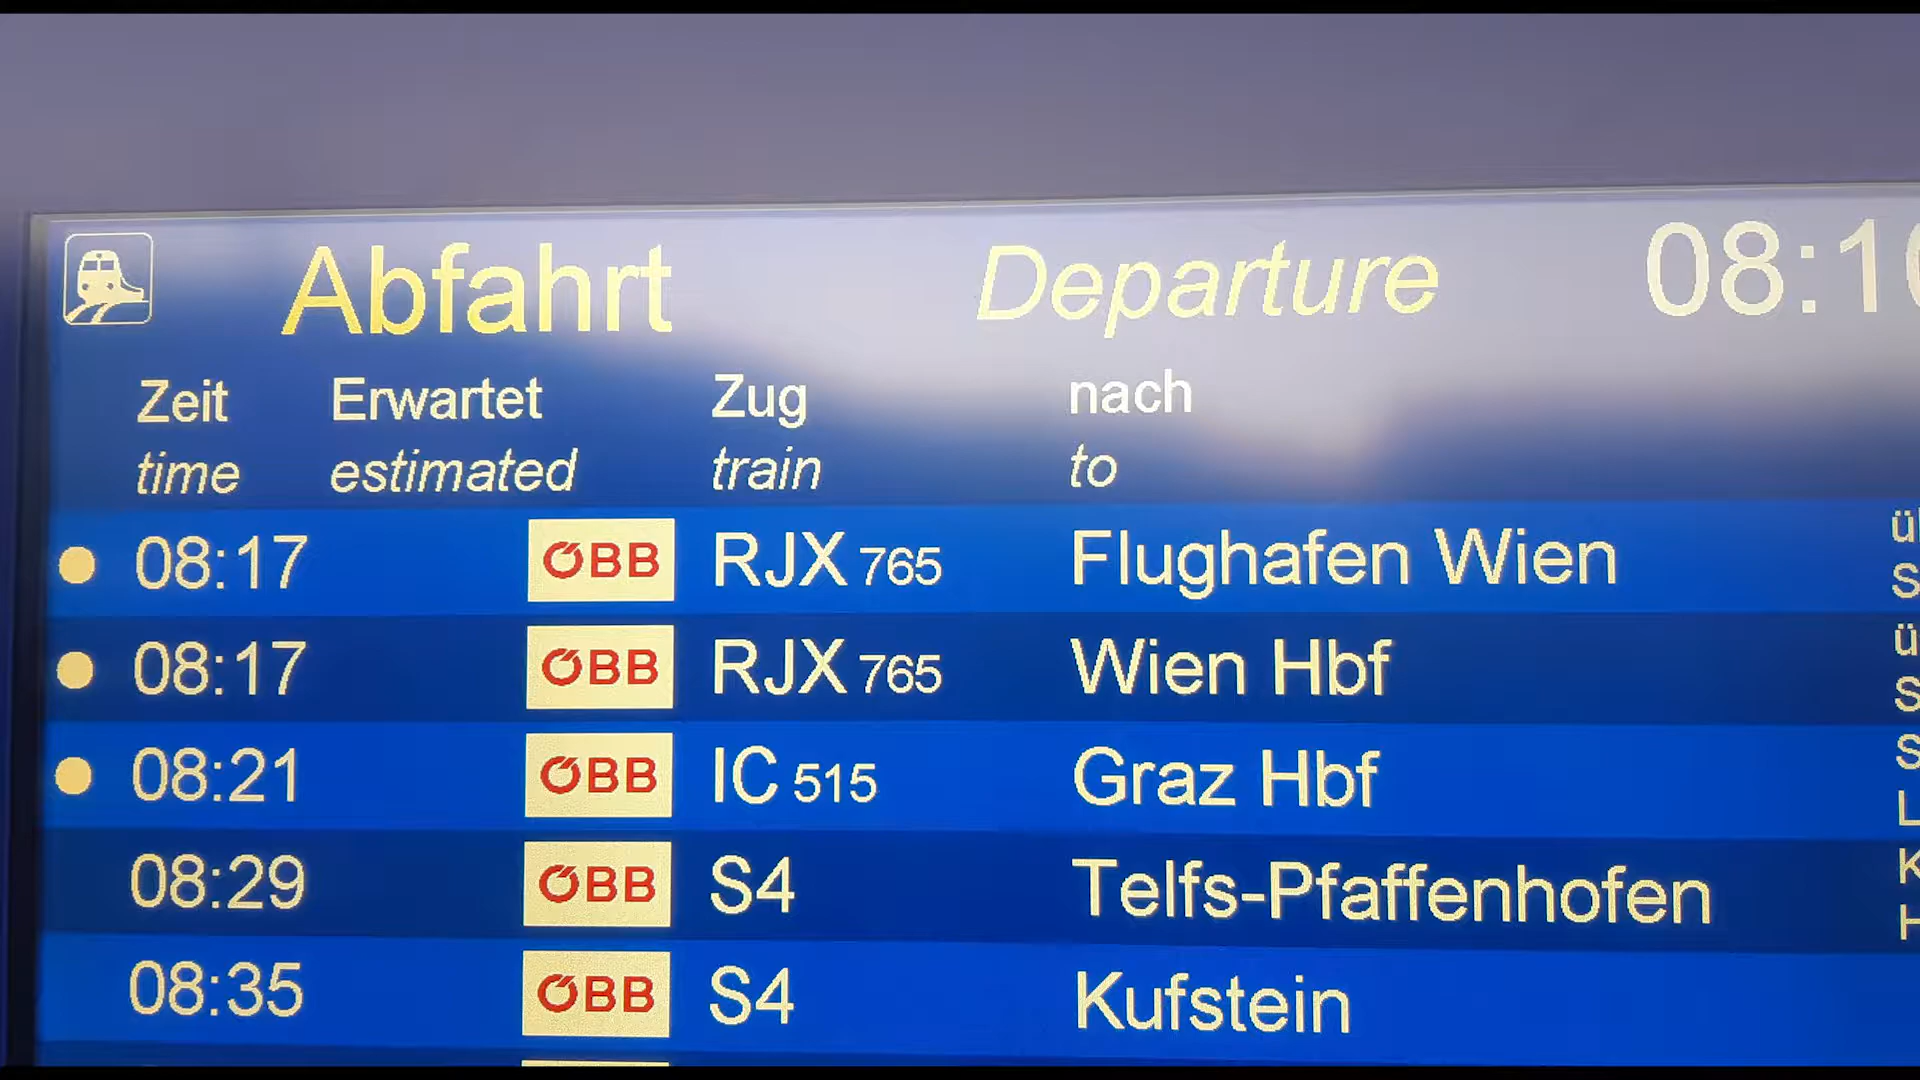 Abfahrt Departure 08:1
Zeit Erwartet Zug nach
time estimated train to
08:17 ÖBB RJX 765 Flughafen Wien
08:17 ÖBB RJX 765 Wien Hbf
08:21 ÖBB IC 515 Graz Hbf
08:29 ÖBB S4 Telfs-Pfaffenhofen
08:35 ÖBB S4 Kufstein